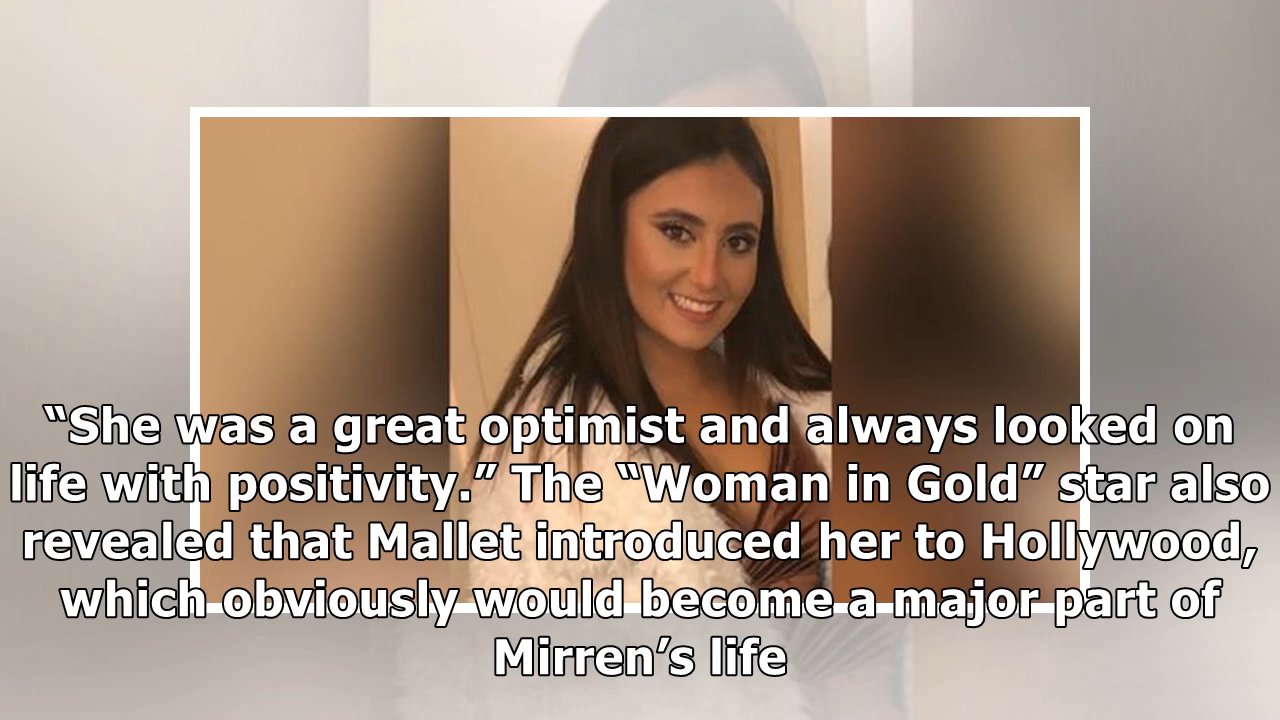 “She was a great optimist and always looked on
life with positivity.” The “Woman in Gold” star also
revealed that Mallet introduced her to Hollywood,
which obviously would become a major part of
Mirren’s life